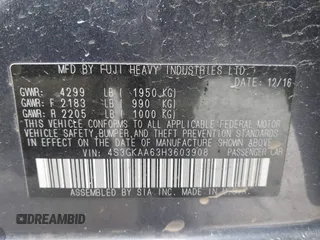 MFD. BY FUJI HEAVY INDUSTRIES LTD.
DATE: 12/16
GVWR: 4299 LB ( 1950 KG)
GAWR: F 2183 LB ( 990 KG)
GAWR: R 2205 LB ( 1000 KG)
THIS VEHICLE CONFORMS TO ALL
APPLICABLE FEDERAL MOTOR VEHICLE
SAFETY, BUMPER, AND THEFT PREVENTION
STANDARDS IN EFFECT ON THE DATE OF
MANUFACTURE SHOWN ABOVE.
VIN: 4S3GKAA63H3603908 PASSENGER CAR
ASSEMBLED BY SIA INC. MADE IN U.S.A.